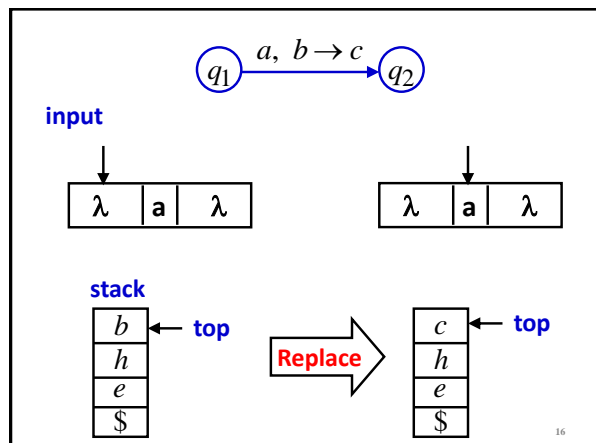 a, b → c
q1 q2
input
λ a λ λ a λ
stack
b top c top
h Replace h
e e
$ $
16